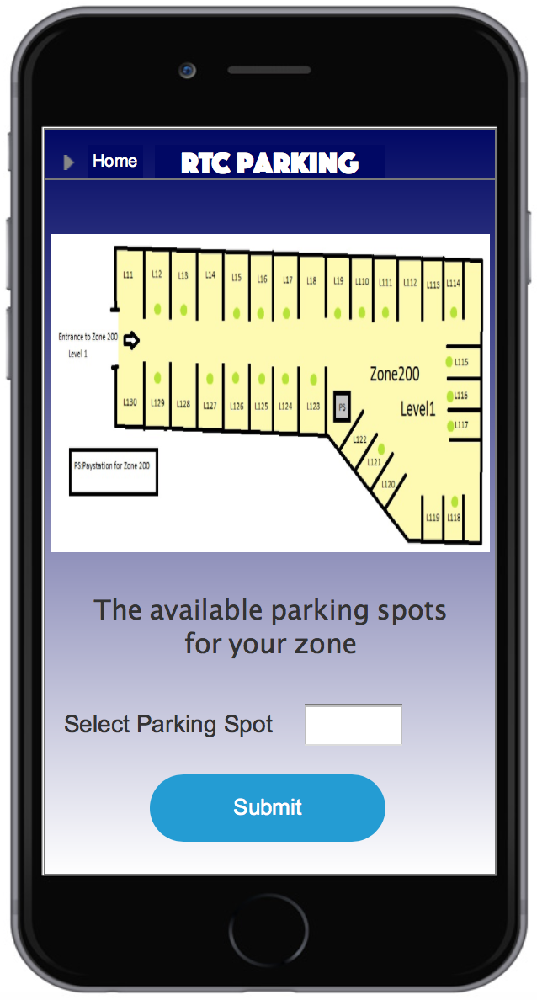 Home
RTC PARKING
L11
L12
L13
L14
L15
L16
L17
L18
L19
L110
L111
L112
L113
L114
Entrance to Zone 200
Level 1
L115
L116
L117
Zone200
Level1
L130
L129
L128
L127
L126
L125
L124
L123
PS
L122
L121
L120
L119
L118
PS:Paystation for Zone 200
The available parking spots
for your zone
Select Parking Spot
Submit